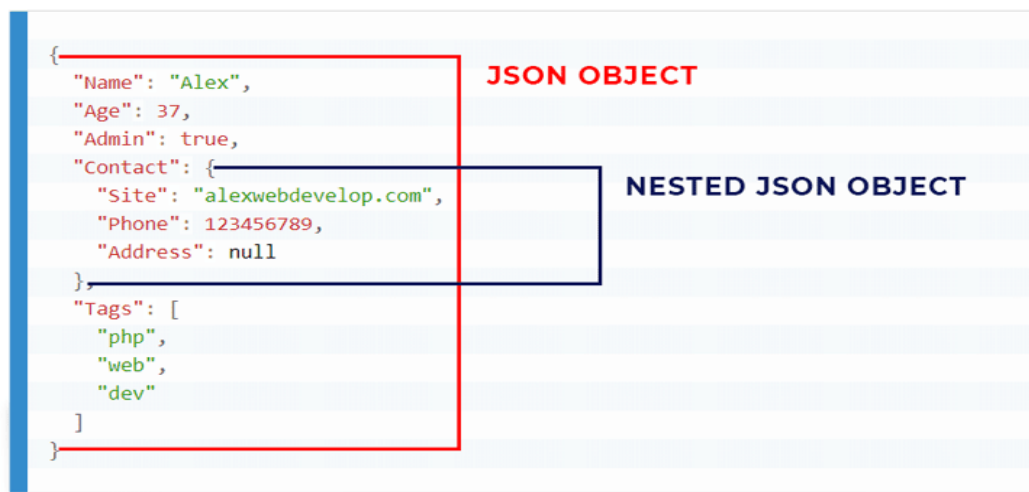 {
  "Name": "Alex",
JSON OBJECT
  "Age": 37,
  "Admin": true,
  "Contact": {
NESTED JSON OBJECT
    "Site": "alexwebdevelop.com",
    "Phone": 123456789,
    "Address": null
  },
  "Tags": [
    "php",
    "web",
    "dev"
  ]
}